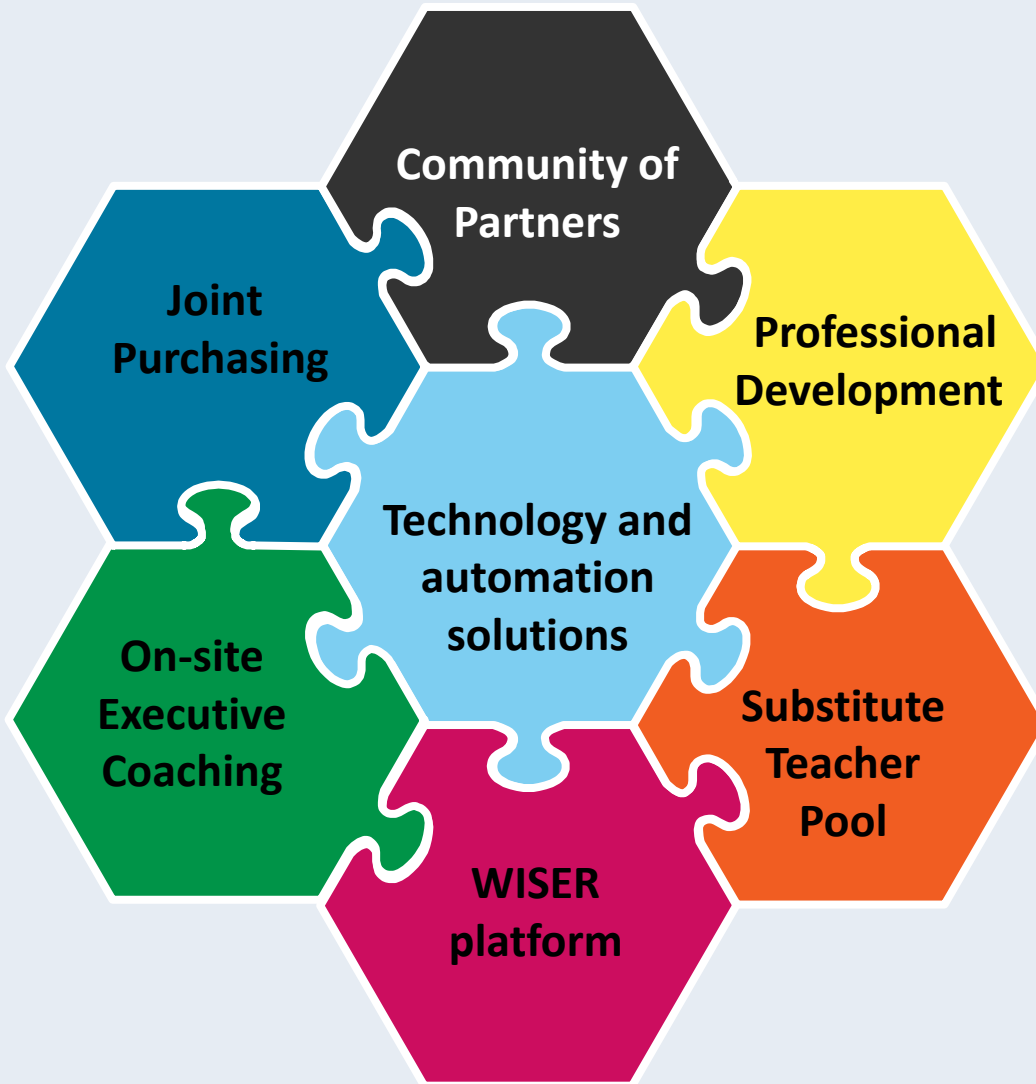 Community of
Partners
Joint
Purchasing
Professional
Development
Technology and
automation
solutions
On-site
Executive
Coaching
Substitute
Teacher
Pool
WISER
platform